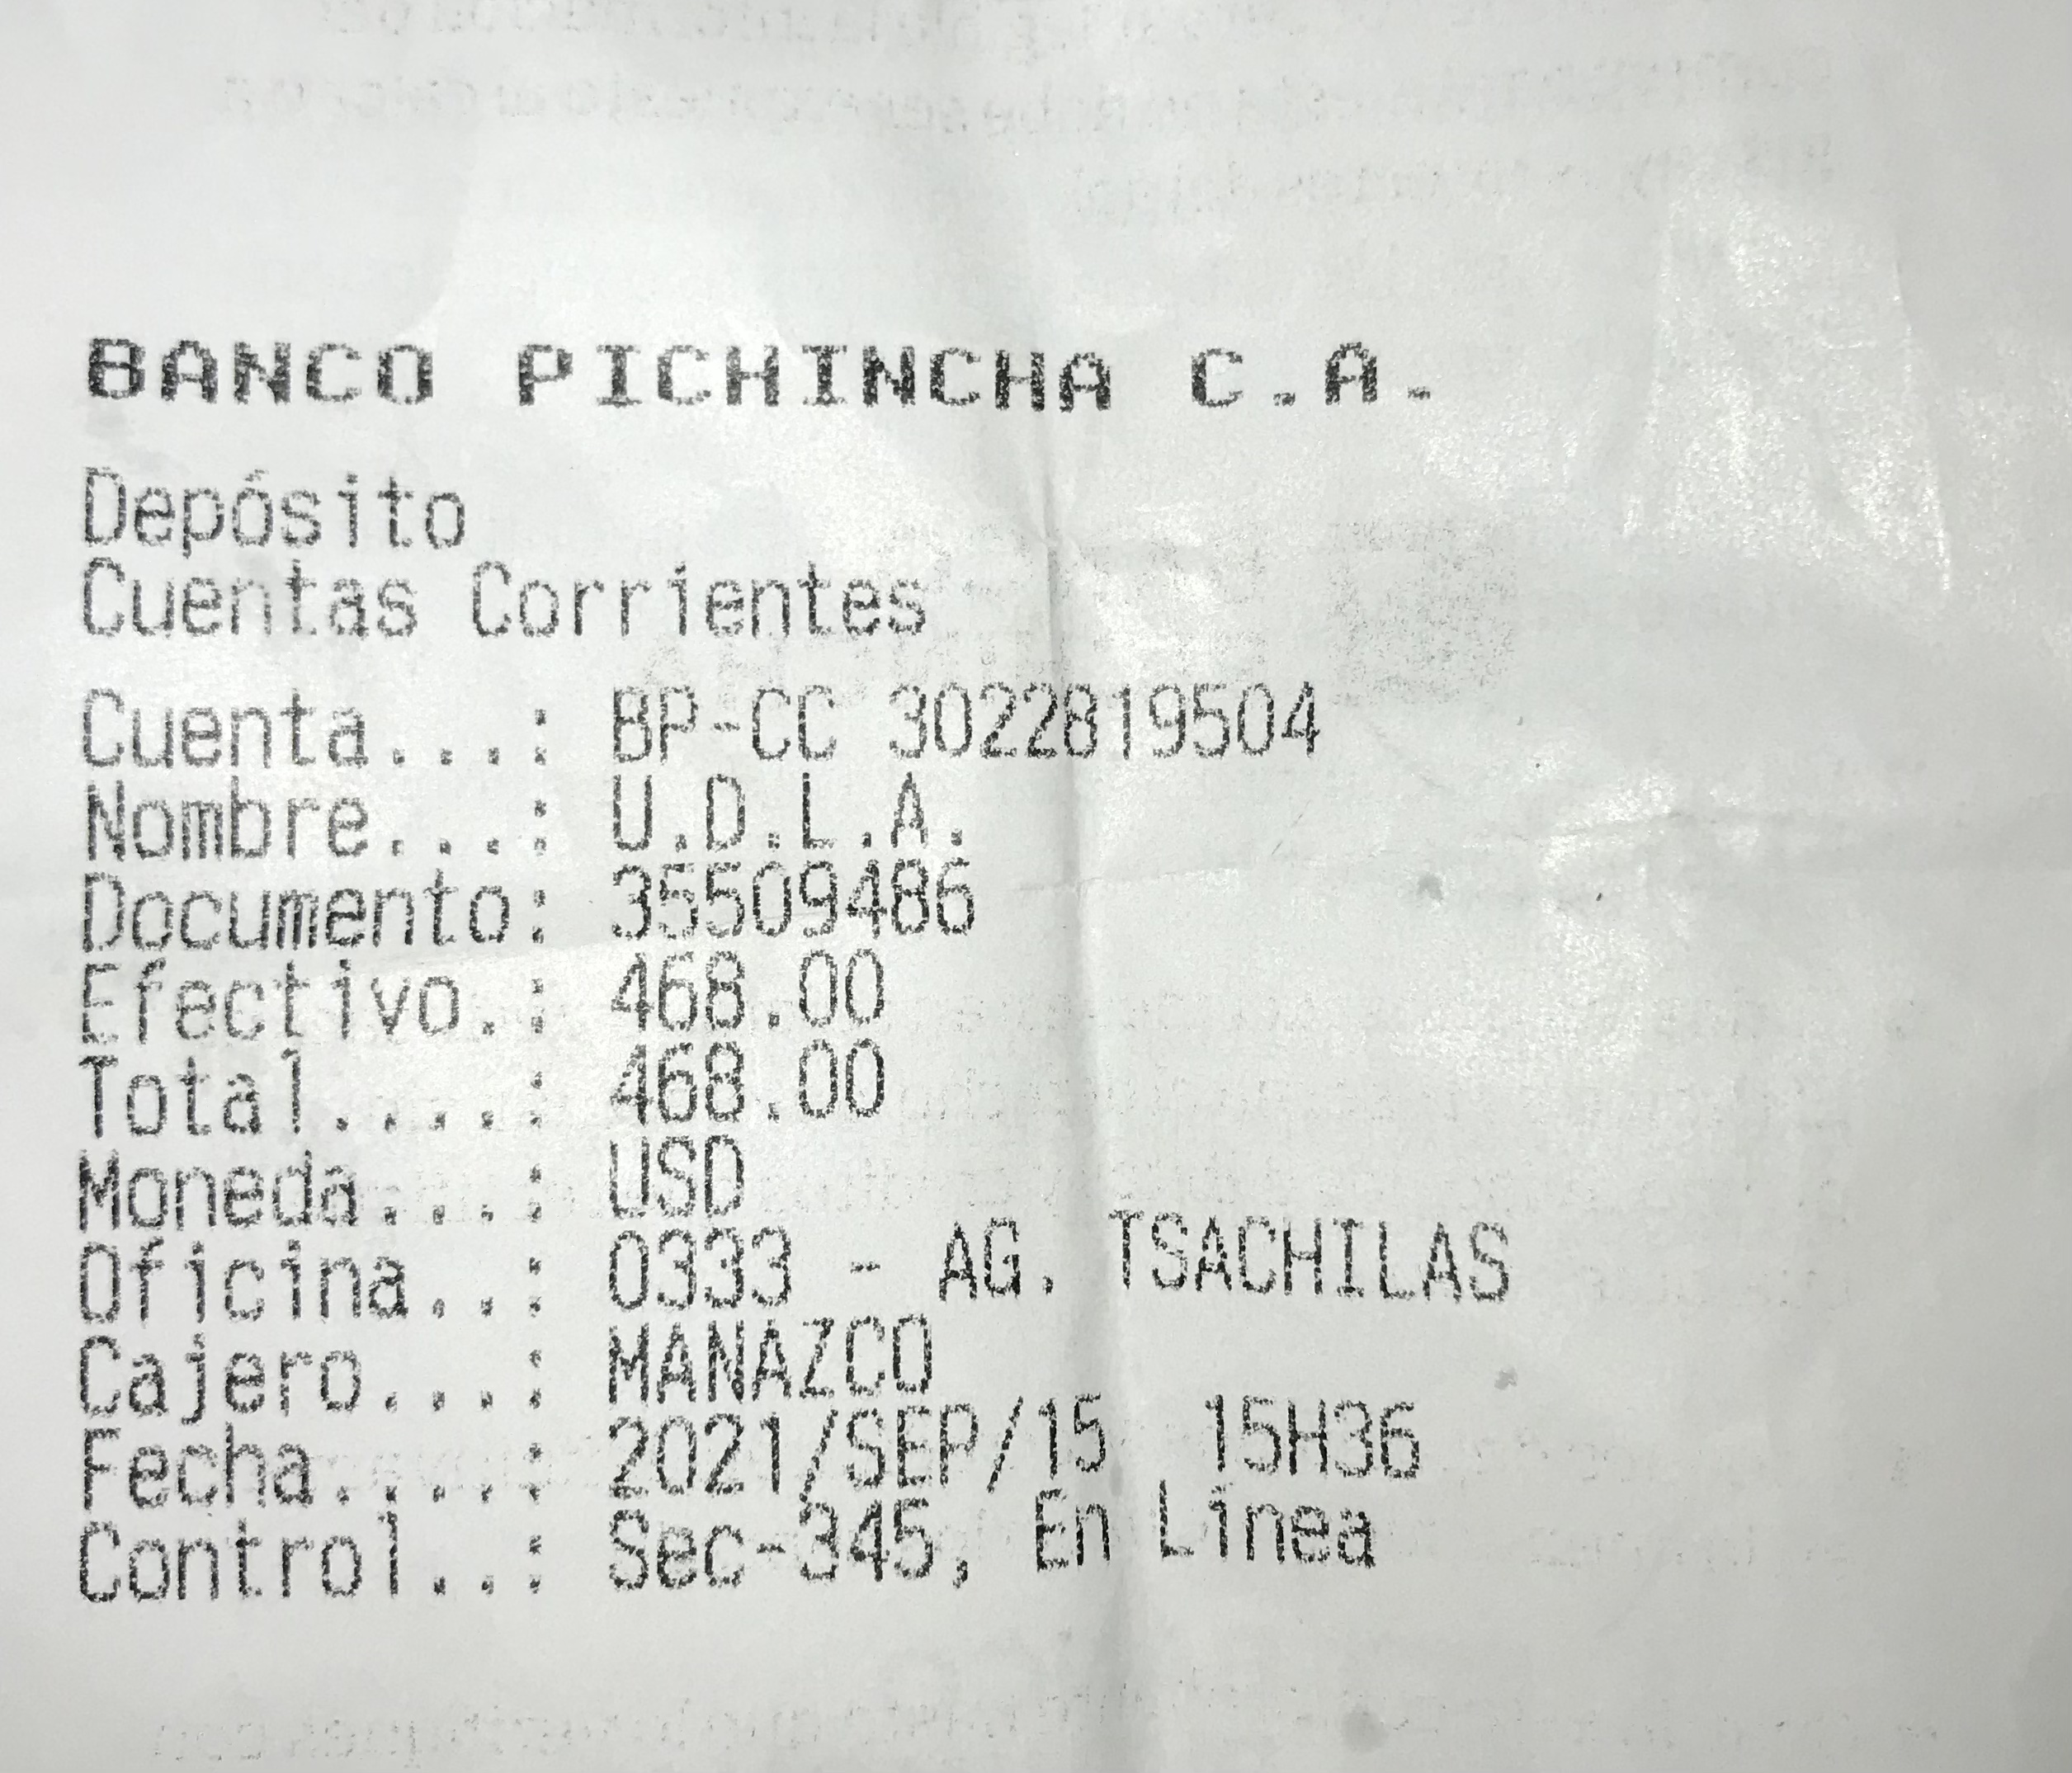 BANCO PICHINCHA C.A.
Depósito
Cuentas Corrientes
Cuenta...: BP-CC 3022819504
Nombre...: U.D.L.A.
Documento: 35509486
Efectivo.: 468.00
Total....: 468.00
Moneda...: USD
Oficina..: 0333 - AG. TSACHILAS
Cajero...: MANAZCO
Fecha....: 2021/SEP/15  15H36
Control..: Sec-345, En Línea